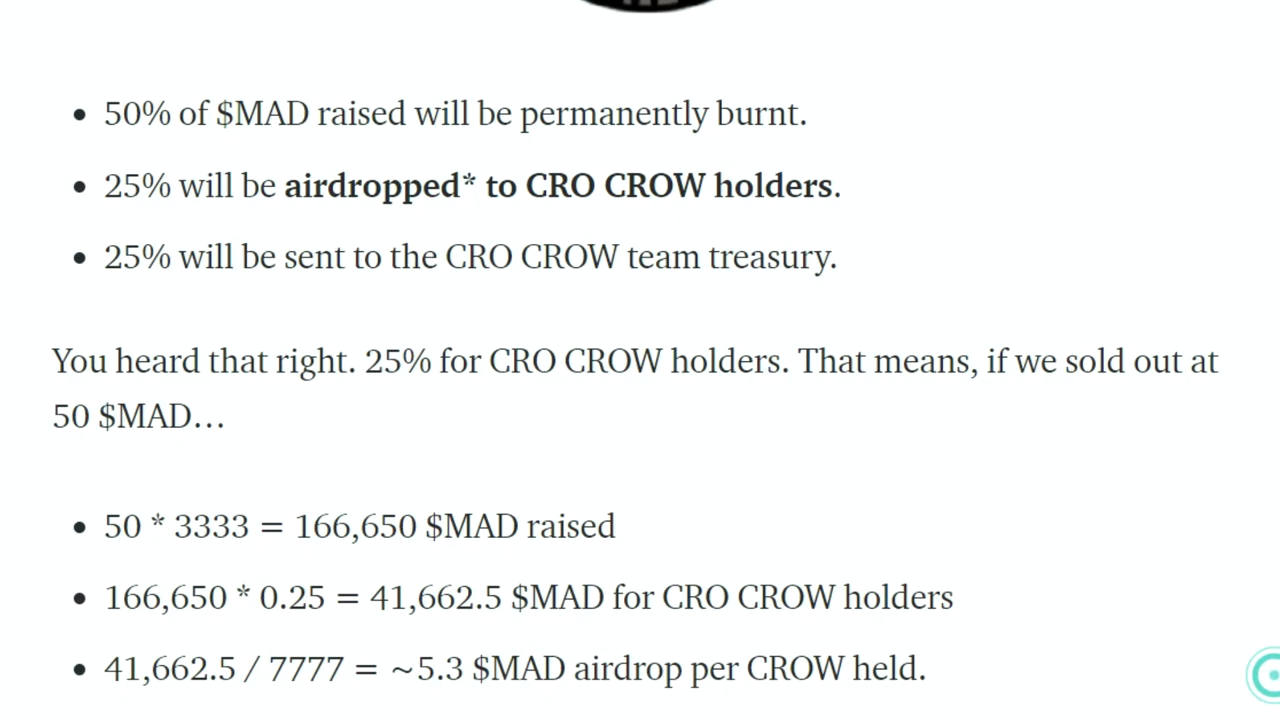 • 50% of $MAD raised will be permanently burnt.
• 25% will be airdropped* to CRO CROW holders.
• 25% will be sent to the CRO CROW team treasury.
You heard that right. 25% for CRO CROW holders. That means, if we sold out at
50 $MAD…
• 50 * 3333 = 166,650 $MAD raised
• 166,650 * 0.25 = 41,662.5 $MAD for CRO CROW holders
• 41,662.5 / 7777 = ~5.3 $MAD airdrop per CROW held.